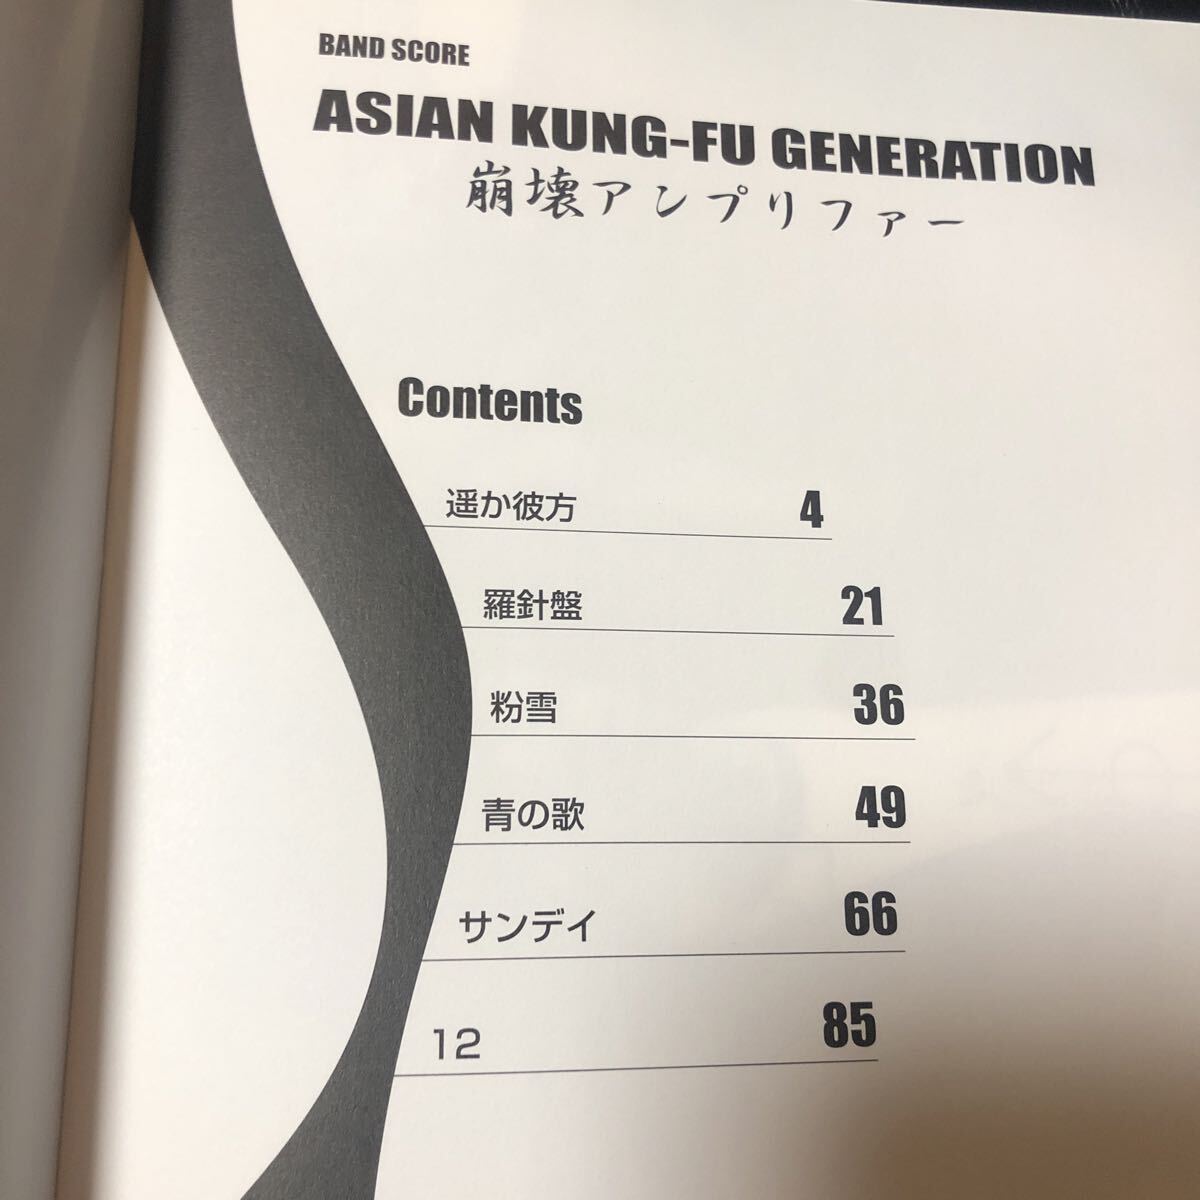 BAND SCORE
ASIAN KUNG-FU GENERATION
崩壊アンプリファー
Contents
遥か彼方 4
羅針盤 21
粉雪 36
青の歌 49
サンデイ 66
12 85